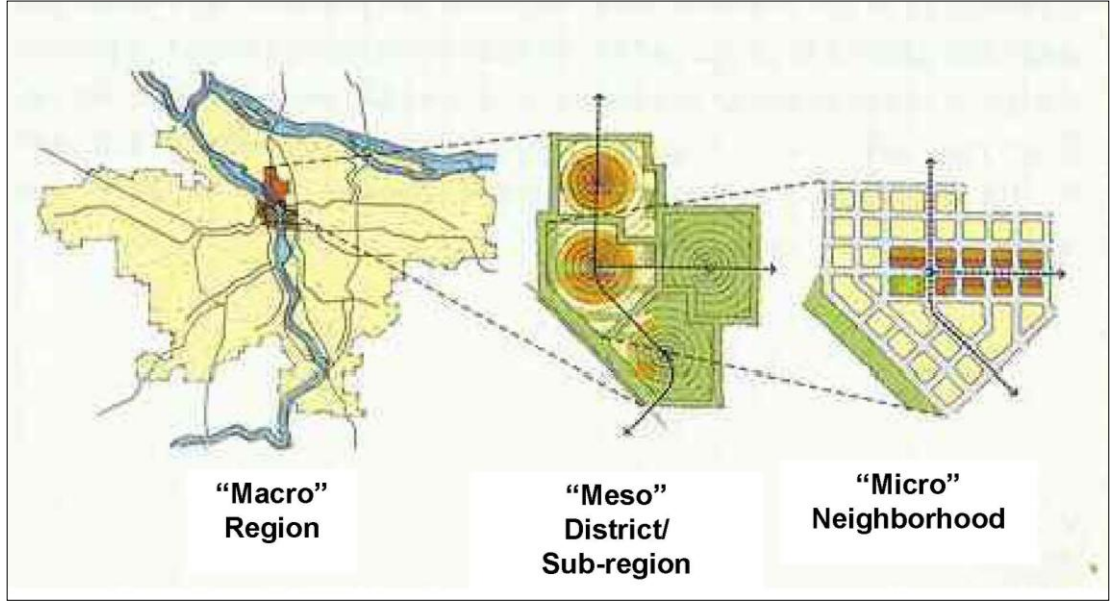 “Macro”
Region
“Meso”
District/
Sub-region
“Micro”
Neighborhood